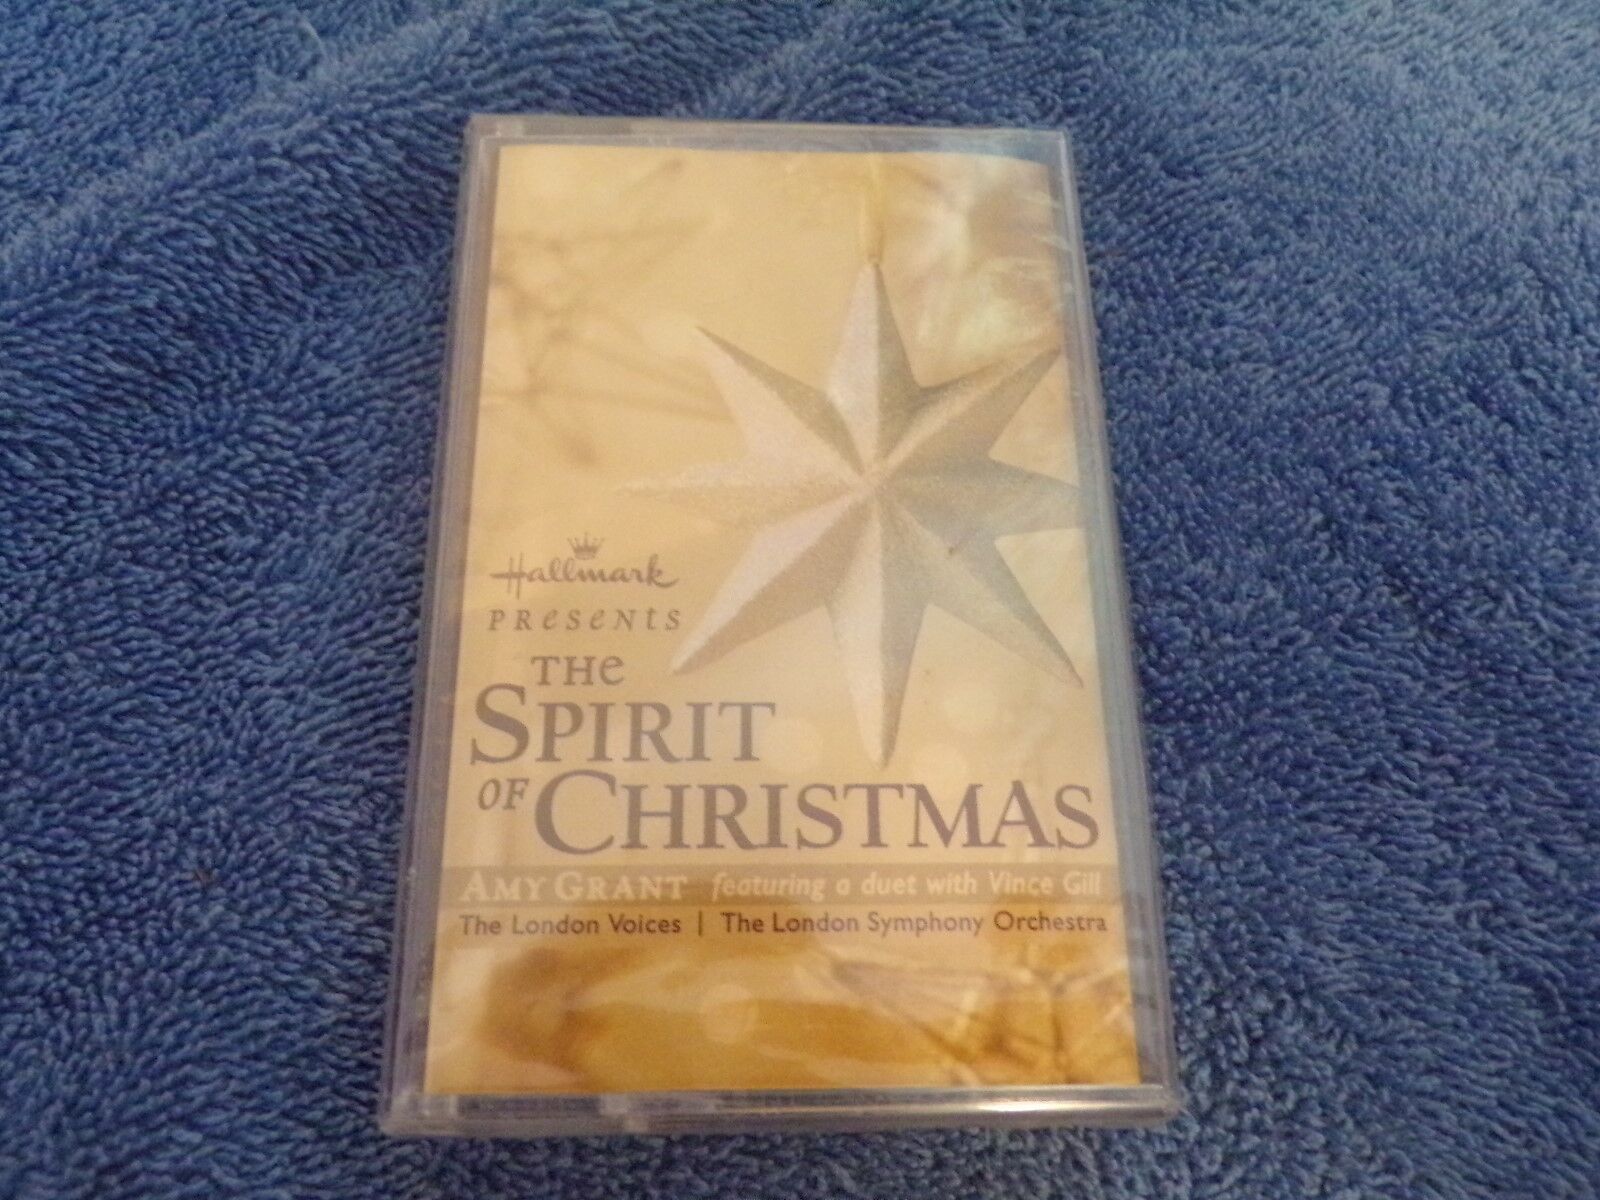 Hallmark
PRESENTS
THE
SPIRIT
OF CHRISTMAS
AMY GRANT featuring a duet with Vince Gill
The London Voices | The London Symphony Orchestra